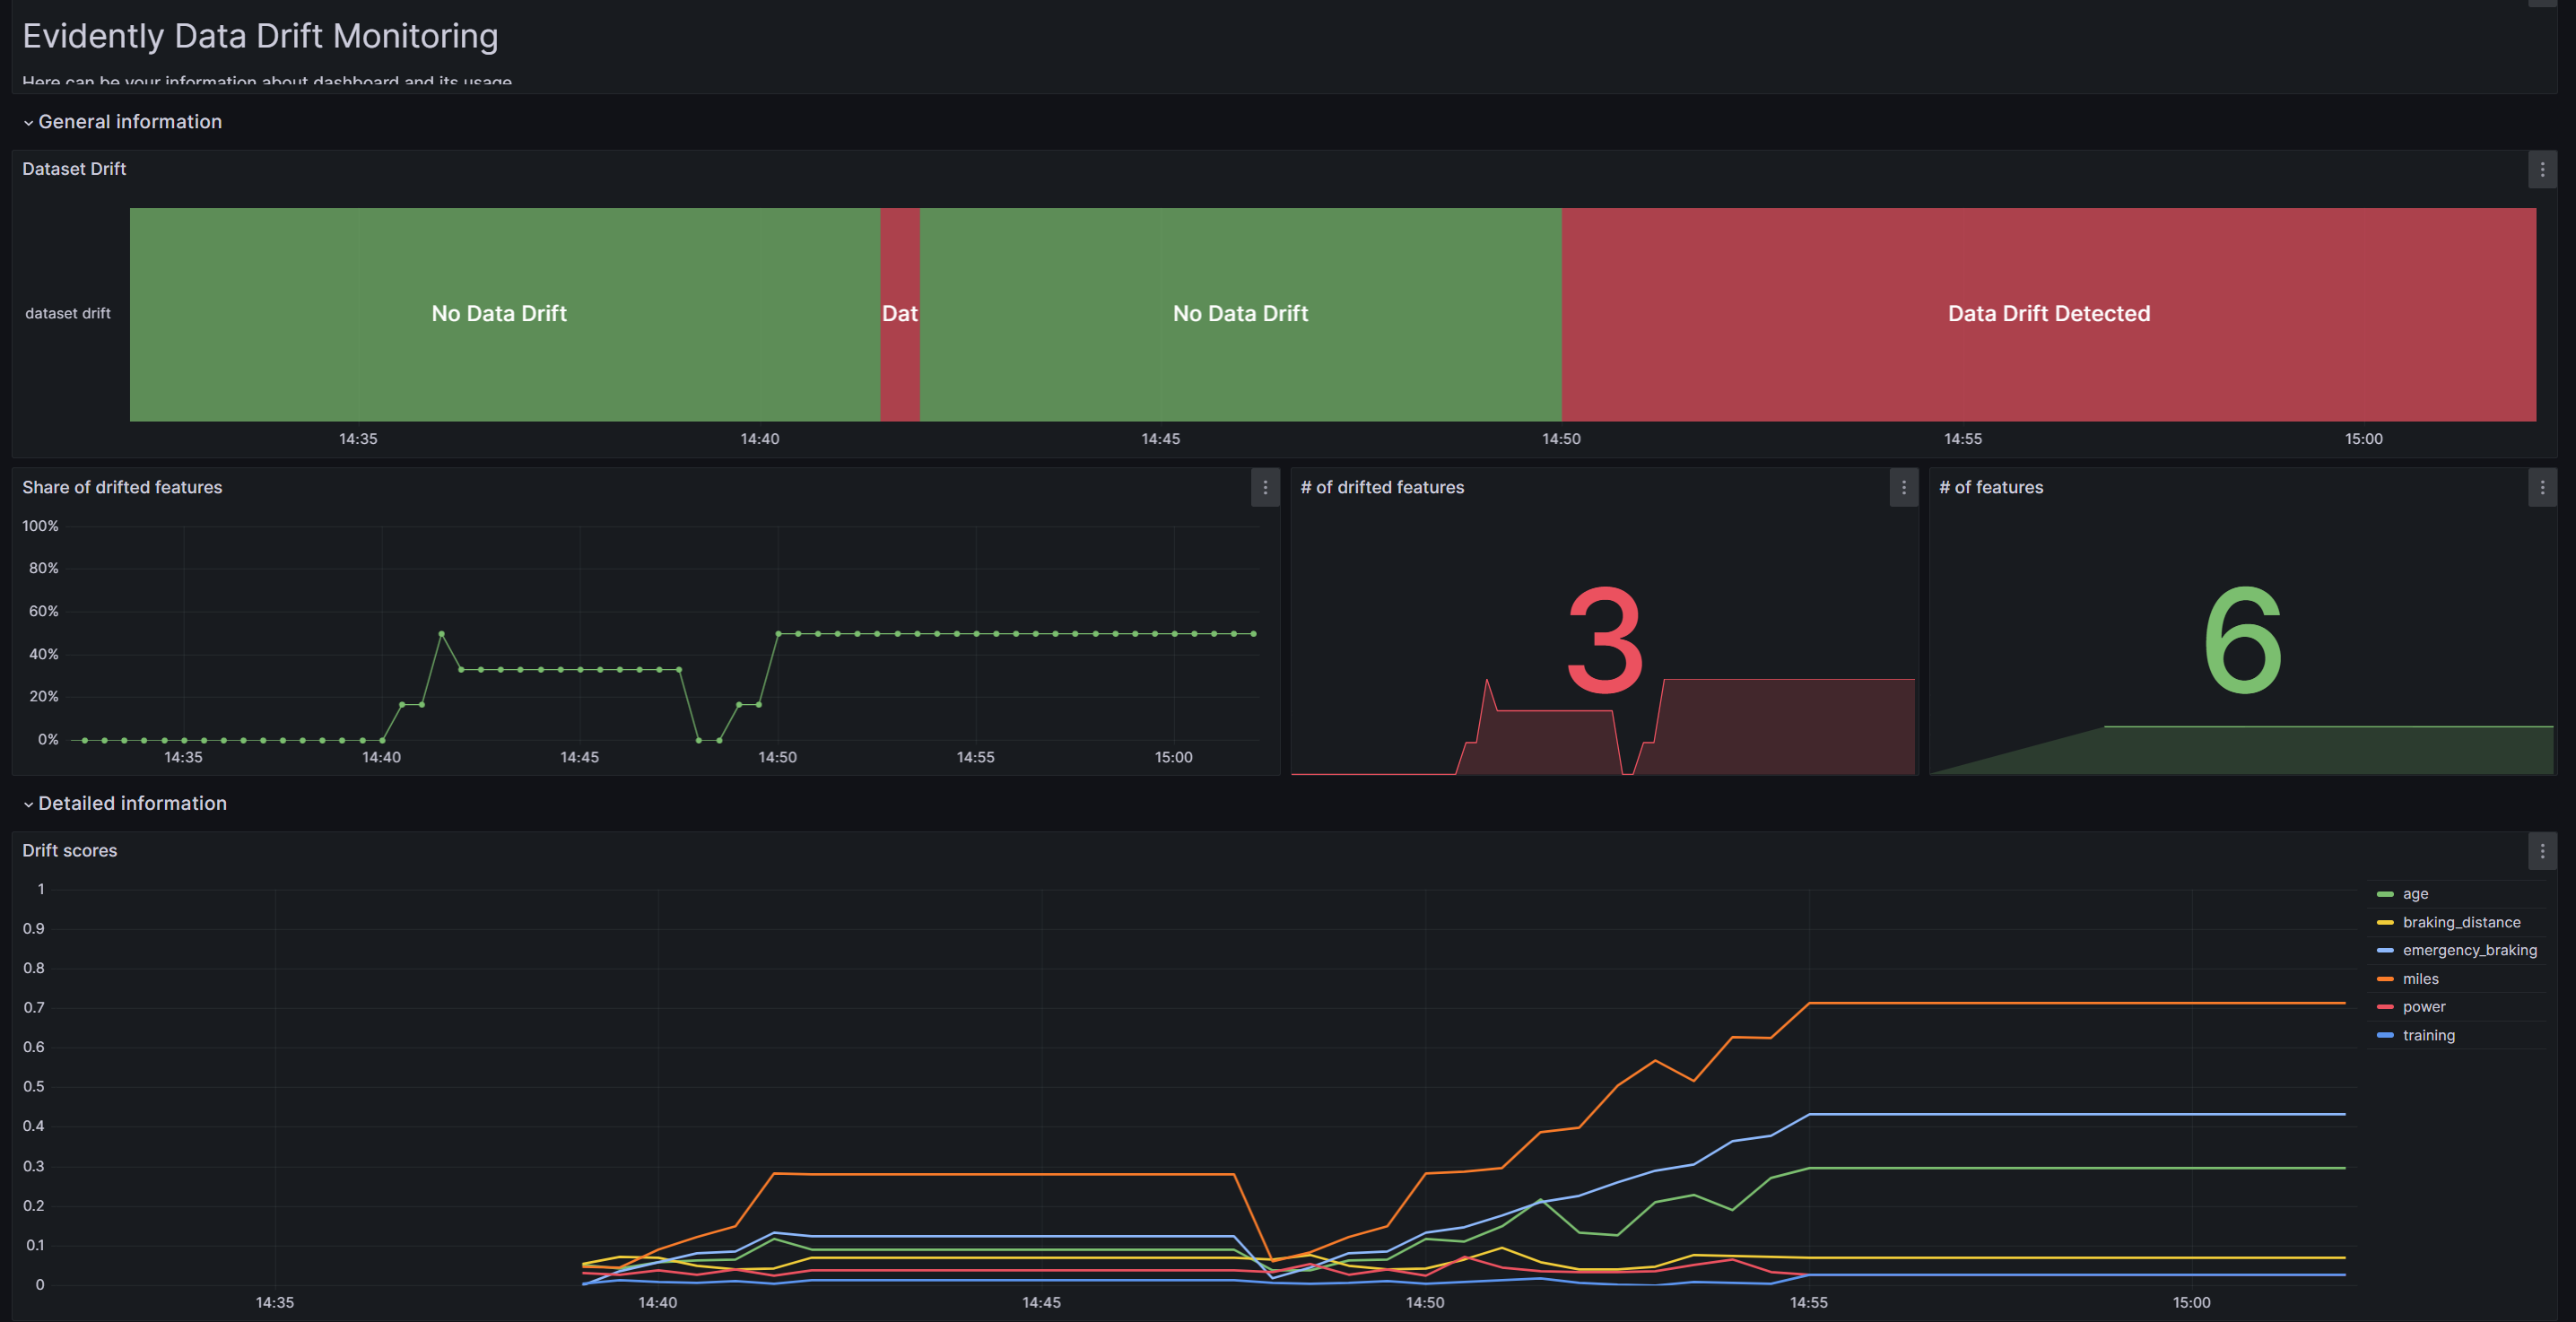 Evidently Data Drift Monitoring
Here can be your information about dashboard and its usage
General information
Dataset Drift
dataset drift
No Data Drift
Dat
No Data Drift
Data Drift Detected
14:35 14:40 14:45 14:50 14:55 15:00
Share of drifted features
100%
80%
60%
40%
20%
0%
14:35 14:40 14:45 14:50 14:55 15:00
# of drifted features
3
# of features
6
Detailed information
Drift scores
1
0.9
0.8
0.7
0.6
0.5
0.4
0.3
0.2
0.1
0
14:35 14:40 14:45 14:50 14:55 15:00
age
braking_distance
emergency_braking
miles
power
training